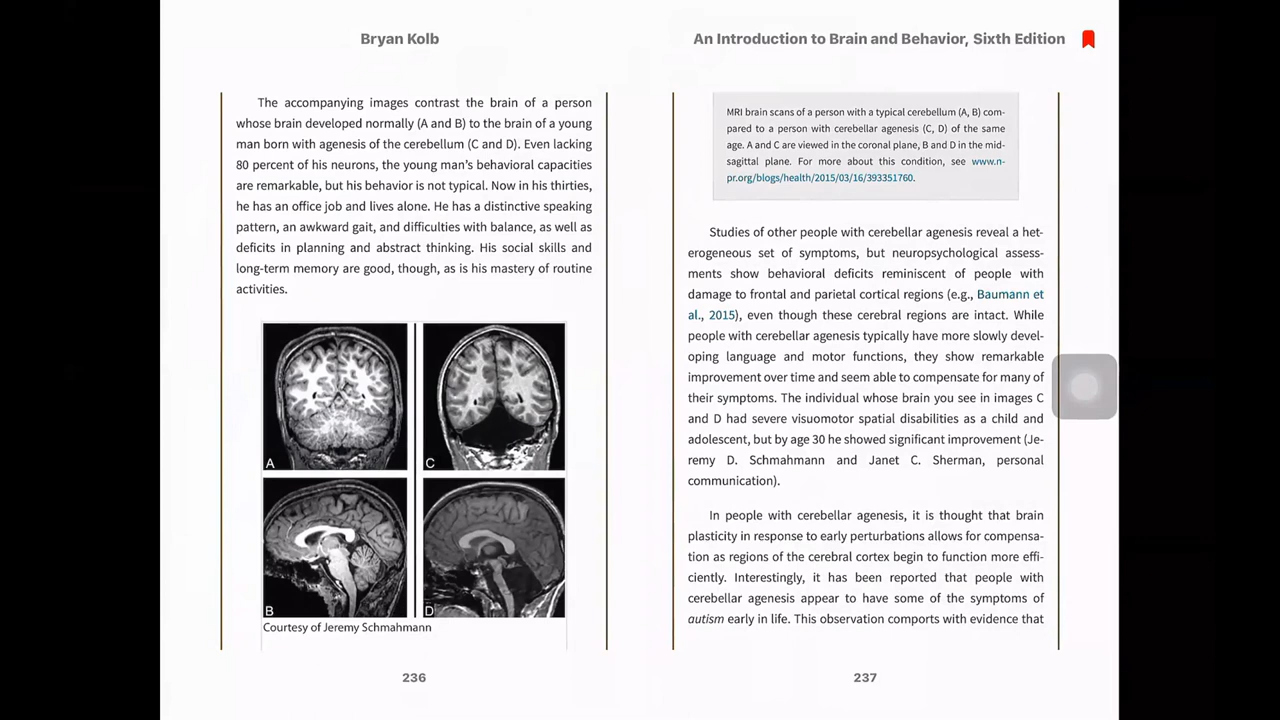 Bryan Kolb
The accompanying images contrast the brain of a person
whose brain developed normally (A and B) to the brain of a young
man born with agenesis of the cerebellum (C and D). Even lacking
80 percent of his neurons, the young man's behavioral capacities
are remarkable, but his behavior is not typical. Now in his thirties,
he has an office job and lives alone. He has a distinctive speaking
pattern, an awkward gait, and difficulties with balance, as well as
deficits in planning and abstract thinking. His social skills and
long-term memory are good, though, as is his mastery of routine
activities.
A
C
B
D
Courtesy of Jeremy Schmahmann
236
An Introduction to Brain and Behavior, Sixth Edition
MRI brain scans of a person with a typical cerebellum (A, B) com-
pared to a person with cerebellar agenesis (C, D) of the same
age. A and C are viewed in the coronal plane, B and D in the mid-
sagittal plane. For more about this condition, see www.n-
pr.org/blogs/health/2015/03/16/393351760.
Studies of other people with cerebellar agenesis reveal a het-
erogeneous set of symptoms, but neuropsychological assess-
ments show behavioral deficits reminiscent of people with
damage to frontal and parietal cortical regions (e.g., Baumann et
al., 2015), even though these cerebral regions are intact. While
people with cerebellar agenesis typically have more slowly devel-
oping language and motor functions, they show remarkable
improvement over time and seem able to compensate for many of
their symptoms. The individual whose brain you see in images C
and D had severe visuomotor spatial disabilities as a child and
adolescent, but by age 30 he showed significant improvement (Je-
remy D. Schmahmann and Janet C. Sherman, personal
communication).
In people with cerebellar agenesis, it is thought that brain
plasticity in response to early perturbations allows for compensa-
tion as regions of the cerebral cortex begin to function more effi-
ciently. Interestingly, it has been reported that people with
cerebellar agenesis appear to have some of the symptoms of
autism early in life. This observation comports with evidence that
237